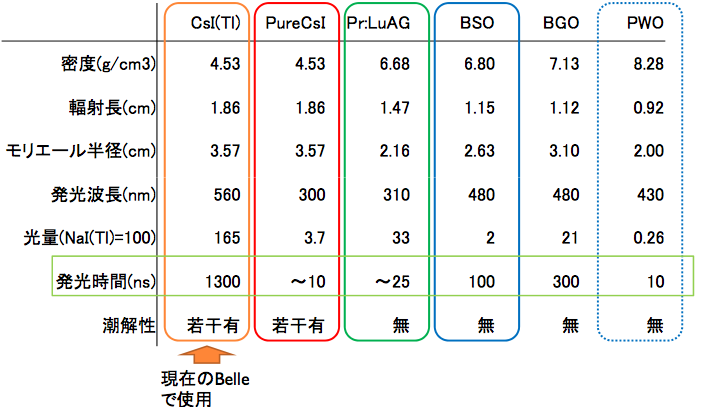 CsI(Tl) PureCsI Pr:LuAG BSO BGO PWO
密度(g/cm3) 4.53 4.53 6.68 6.80 7.13 8.28
輻射長(cm) 1.86 1.86 1.47 1.15 1.12 0.92
モリエール半径(cm) 3.57 3.57 2.16 2.63 3.10 2.00
発光波長(nm) 560 300 310 480 480 430
光量(NaI(Tl)=100) 165 3.7 33 2 21 0.26
発光時間(ns) 1300 ～10 ～25 100 300 10
潮解性 若干有 若干有 無 無 無 無
現在のBelle
で使用